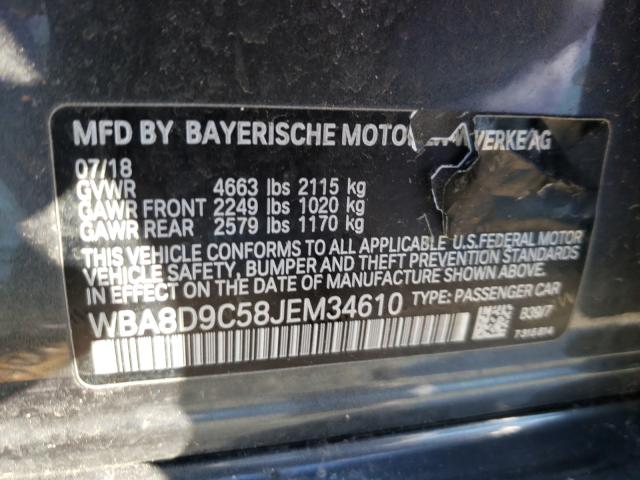 MFD BY BAYERISCHE MOTO VERKE AG
07/18
GVWR 4663 lbs 2115 kg
GAWR FRONT 2249 lbs 1020 kg
GAWR REAR 2579 lbs 1170 kg
THIS VEHICLE CONFORMS TO ALL APPLICABLE U.S.FEDERAL MOTOR
VEHICLE SAFETY, BUMPER AND THEFT PREVENTION STANDARDS
IN EFFECT ON THE DATE OF MANUFACTURE SHOWN ABOVE.
WBA8D9C58JEM34610 TYPE: PASSENGER CAR
B39/7